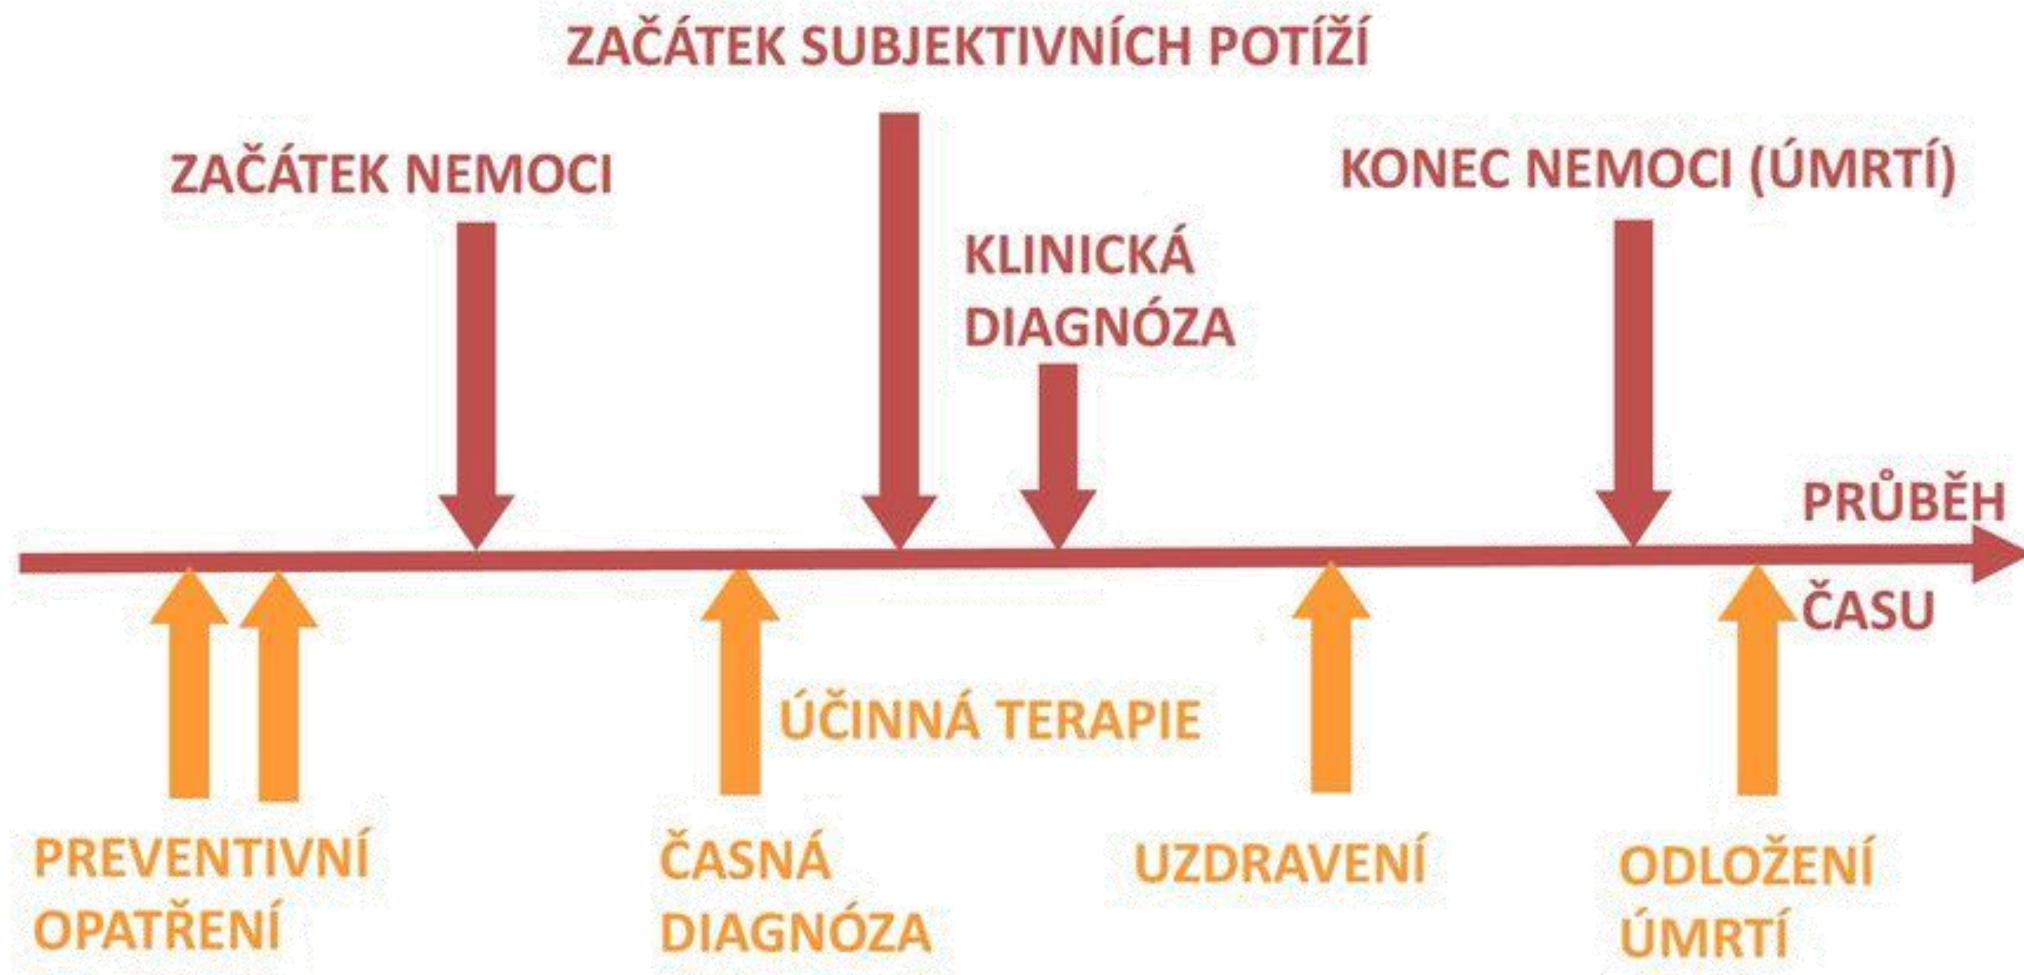 ZAČÁTEK SUBJEKTIVNÍCH POTÍŽÍ
ZAČÁTEK NEMOCI
KONEC NEMOCI (ÚMRTÍ)
KLINICKÁ
DIAGNÓZA
PRŮBĚH
ČASU
ÚČINNÁ TERAPIE
PREVENTIVNÍ
OPATŘENÍ
ČASNÁ
DIAGNÓZA
UZDRAVENÍ
ODLOŽENÍ
ÚMRTÍ